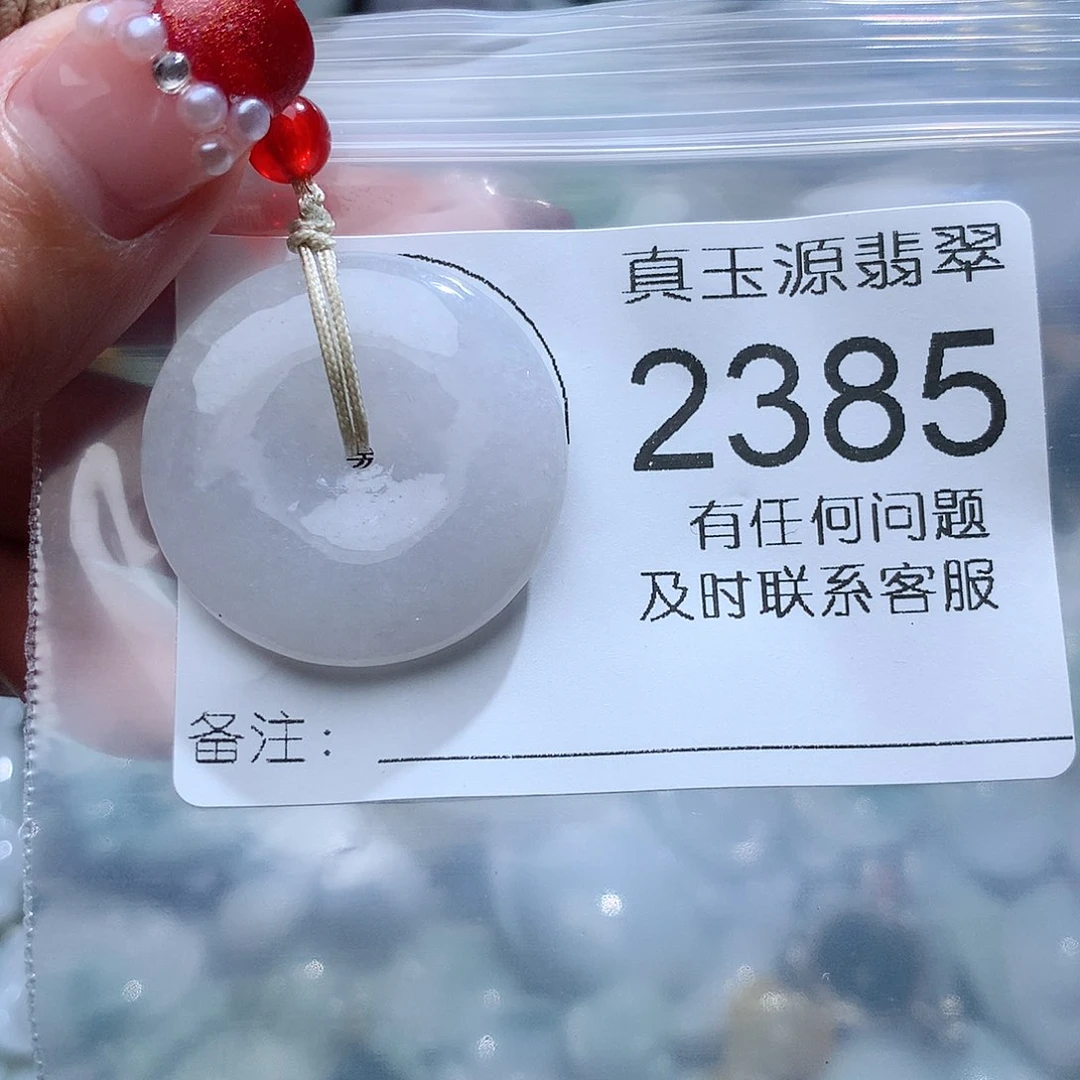 真玉源翡翠
2385
有任何问题
及时联系客服
备注：